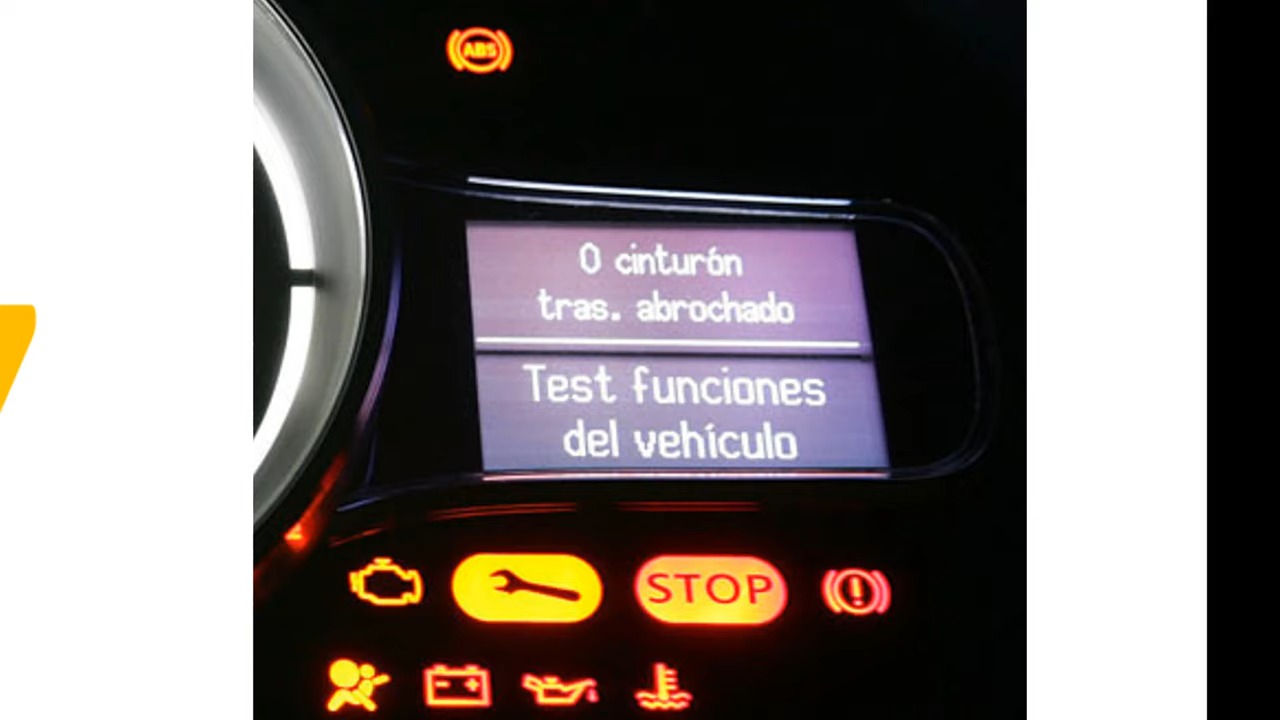 ABS
0 cinturón
tras. abrochado
Test funciones
del vehículo
STOP